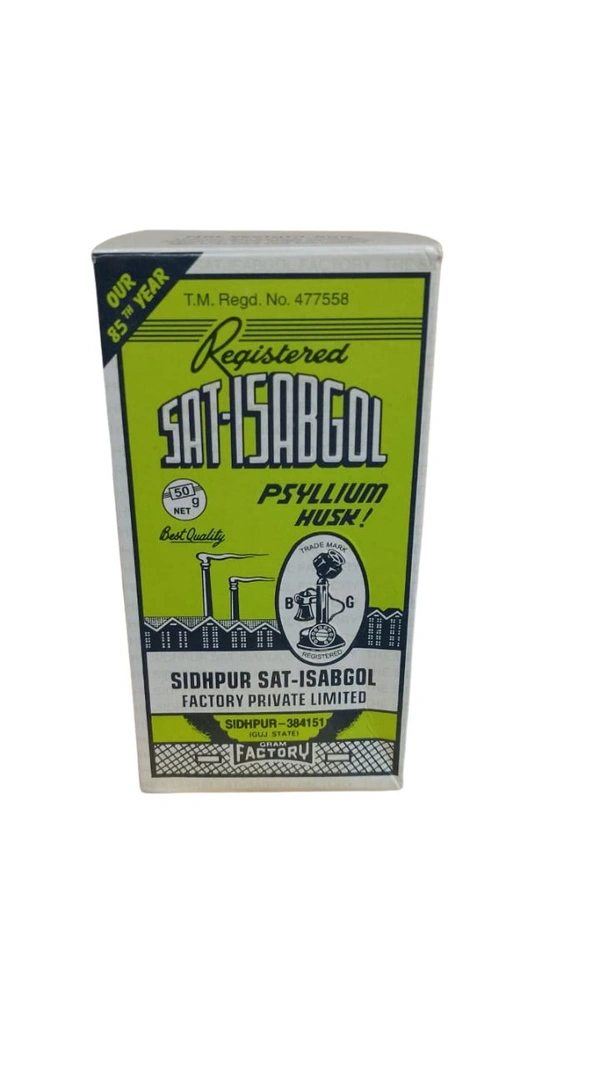 OUR
85TH YEAR
T.M. Regd. No. 477558
Registered
SAT-ISABGOL
50
g
NET
PSYLLIUM
HUSK!
Best Quality
TRADE MARK
B G
REGISTERED
SIDHPUR SAT-ISABGOL
FACTORY PRIVATE LIMITED
SIDHPUR-384151
(GUJ. STATE)
GRAM
FACTORY